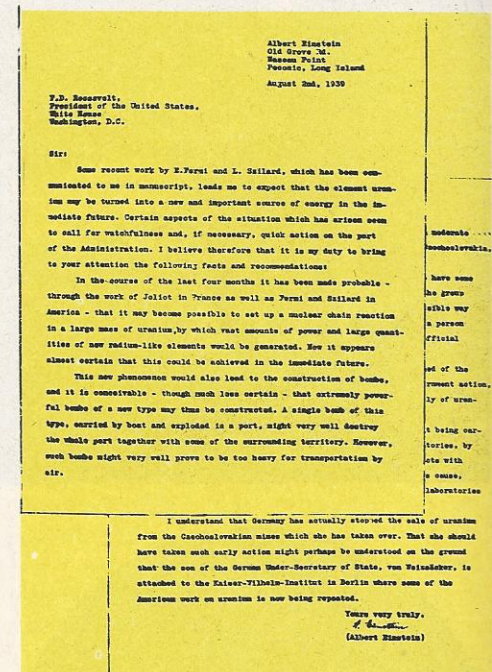 Albert Einstein
Old Grove Rd.
Nassau Point
Peconic, Long Island
August 2nd, 1939
F.D. Roosevelt,
President of the United States,
White House
Washington, D.C.
Sir:
Some recent work by E.Fermi and L. Szilard, which has been com-
municated to me in manuscript, leads me to expect that the element uran-
ium may be turned into a new and important source of energy in the im-
mediate future. Certain aspects of the situation which has arisen seem
to call for watchfulness and, if necessary, quick action on the part
of the Administration. I believe therefore that it is my duty to bring
to your attention the following facts and recommendations:
In the course of the last four months it has been made probable -
through the work of Joliot in France as well as Fermi and Szilard in
America - that it may become possible to set up a nuclear chain reaction
in a large mass of uranium,by which vast amounts of power and large quant-
ities of new radium-like elements would be generated. Now it appears
almost certain that this could be achieved in the immediate future.
This new phenomenon would also lead to the construction of bombs,
and it is conceivable - though much less certain - that extremely power-
ful bombs of a new type may thus be constructed. A single bomb of this
type, carried by boat and exploded in a port, might very well destroy
the whole port together with some of the surrounding territory. However,
such bombs might very well prove to be too heavy for transportation by
air.
moderate
Czechoslovakia,
have some
he group
sible way
a person
fficial
ed of the
rnment action,
ly of uran-
t being car-
tories, by
cts with
s cause,
laboratories
I understand that Germany has actually stopped the sale of uranium
from the Czechoslovakian mines which she has taken over. That she should
have taken such early action might perhaps be understood on the ground
that the son of the German Under-Secretary of State, von Weizsäcker, is
attached to the Kaiser-Wilhelm-Institut in Berlin where some of the
American work on uranium is now being repeated.
Yours very truly,
A. Einstein
(Albert Einstein)